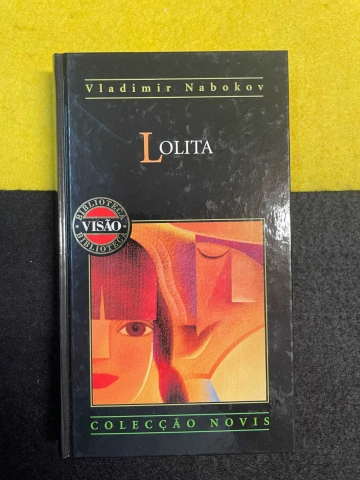 Vladimir Nabokov
LOLITA
BIBLIOTECA
VISÃO
BIBLIOTECA
COLECÇÃO NOVIS